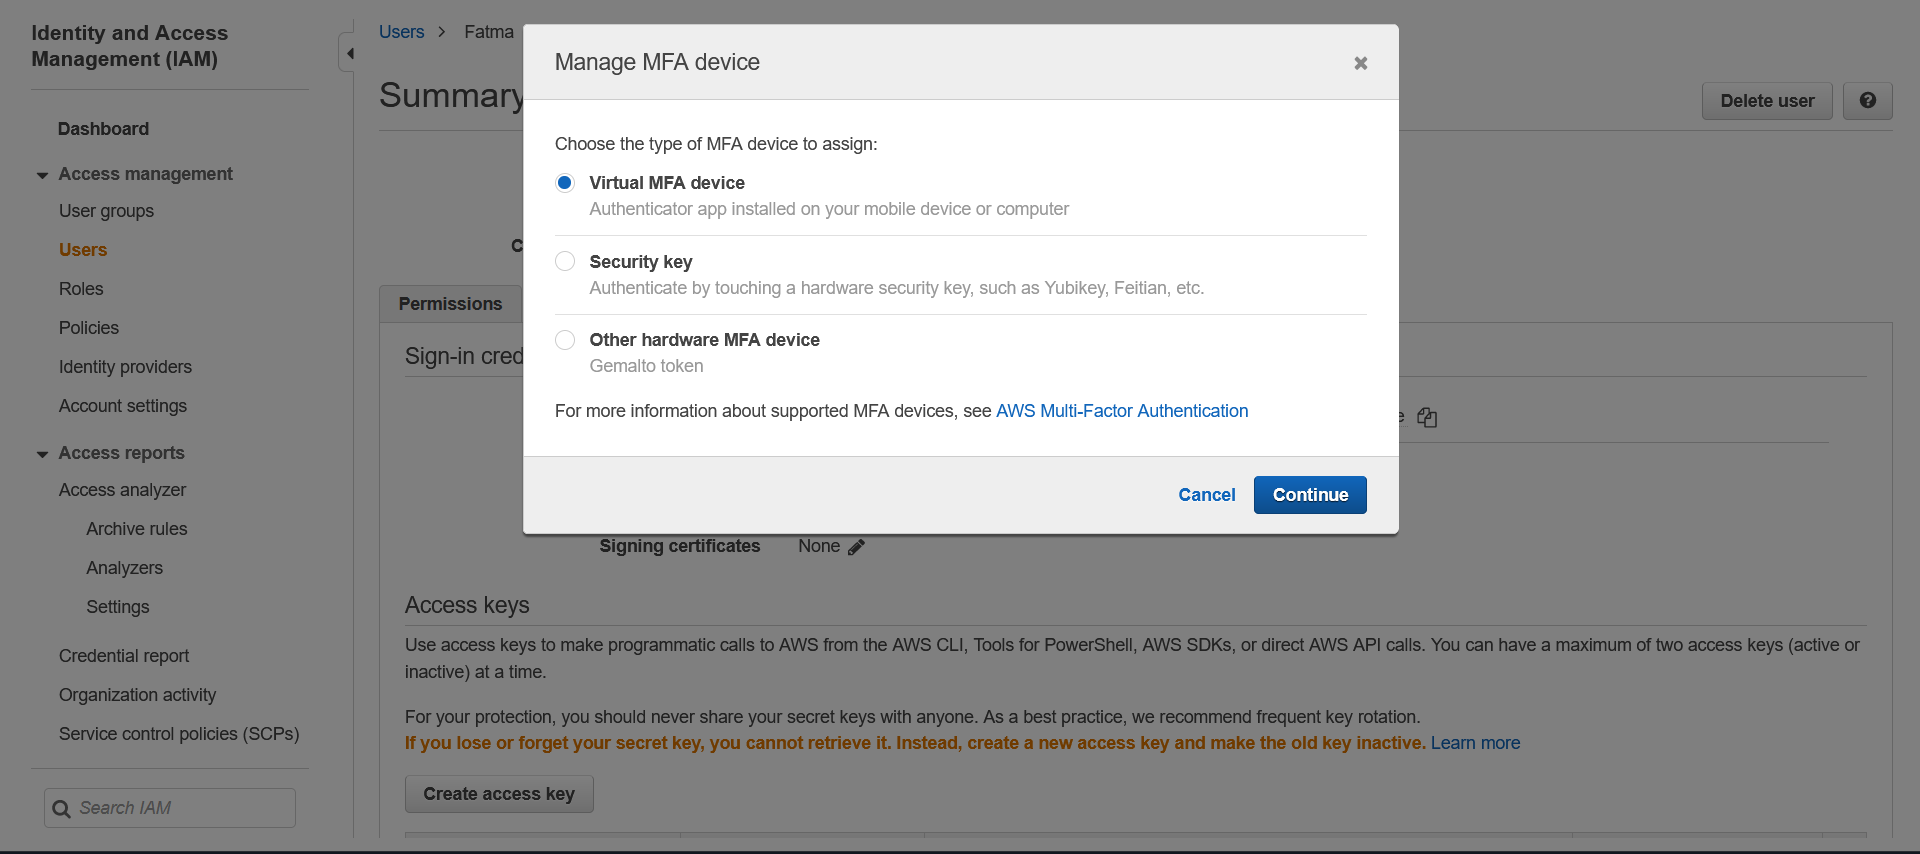 Identity and Access
Management (IAM)
Dashboard
Access management
User groups
Users
Roles
Policies
Identity providers
Account settings
Access reports
Access analyzer
Archive rules
Analyzers
Settings
Credential report
Organization activity
Service control policies (SCPs)
Search IAM
Users > Fatma
Summary
Delete user
Permissions
Manage MFA device
Choose the type of MFA device to assign:
Virtual MFA device
Authenticator app installed on your mobile device or computer
Security key
Authenticate by touching a hardware security key, such as Yubikey, Feitian, etc.
Other hardware MFA device
Gemalto token
For more information about supported MFA devices, see AWS Multi-Factor Authentication
Cancel
Continue
Sign-in cred
Signing certificates None
Access keys
Use access keys to make programmatic calls to AWS from the AWS CLI, Tools for PowerShell, AWS SDKs, or direct AWS API calls. You can have a maximum of two access keys (active or
inactive) at a time.
For your protection, you should never share your secret keys with anyone. As a best practice, we recommend frequent key rotation.
If you lose or forget your secret key, you cannot retrieve it. Instead, create a new access key and make the old key inactive. Learn more
Create access key